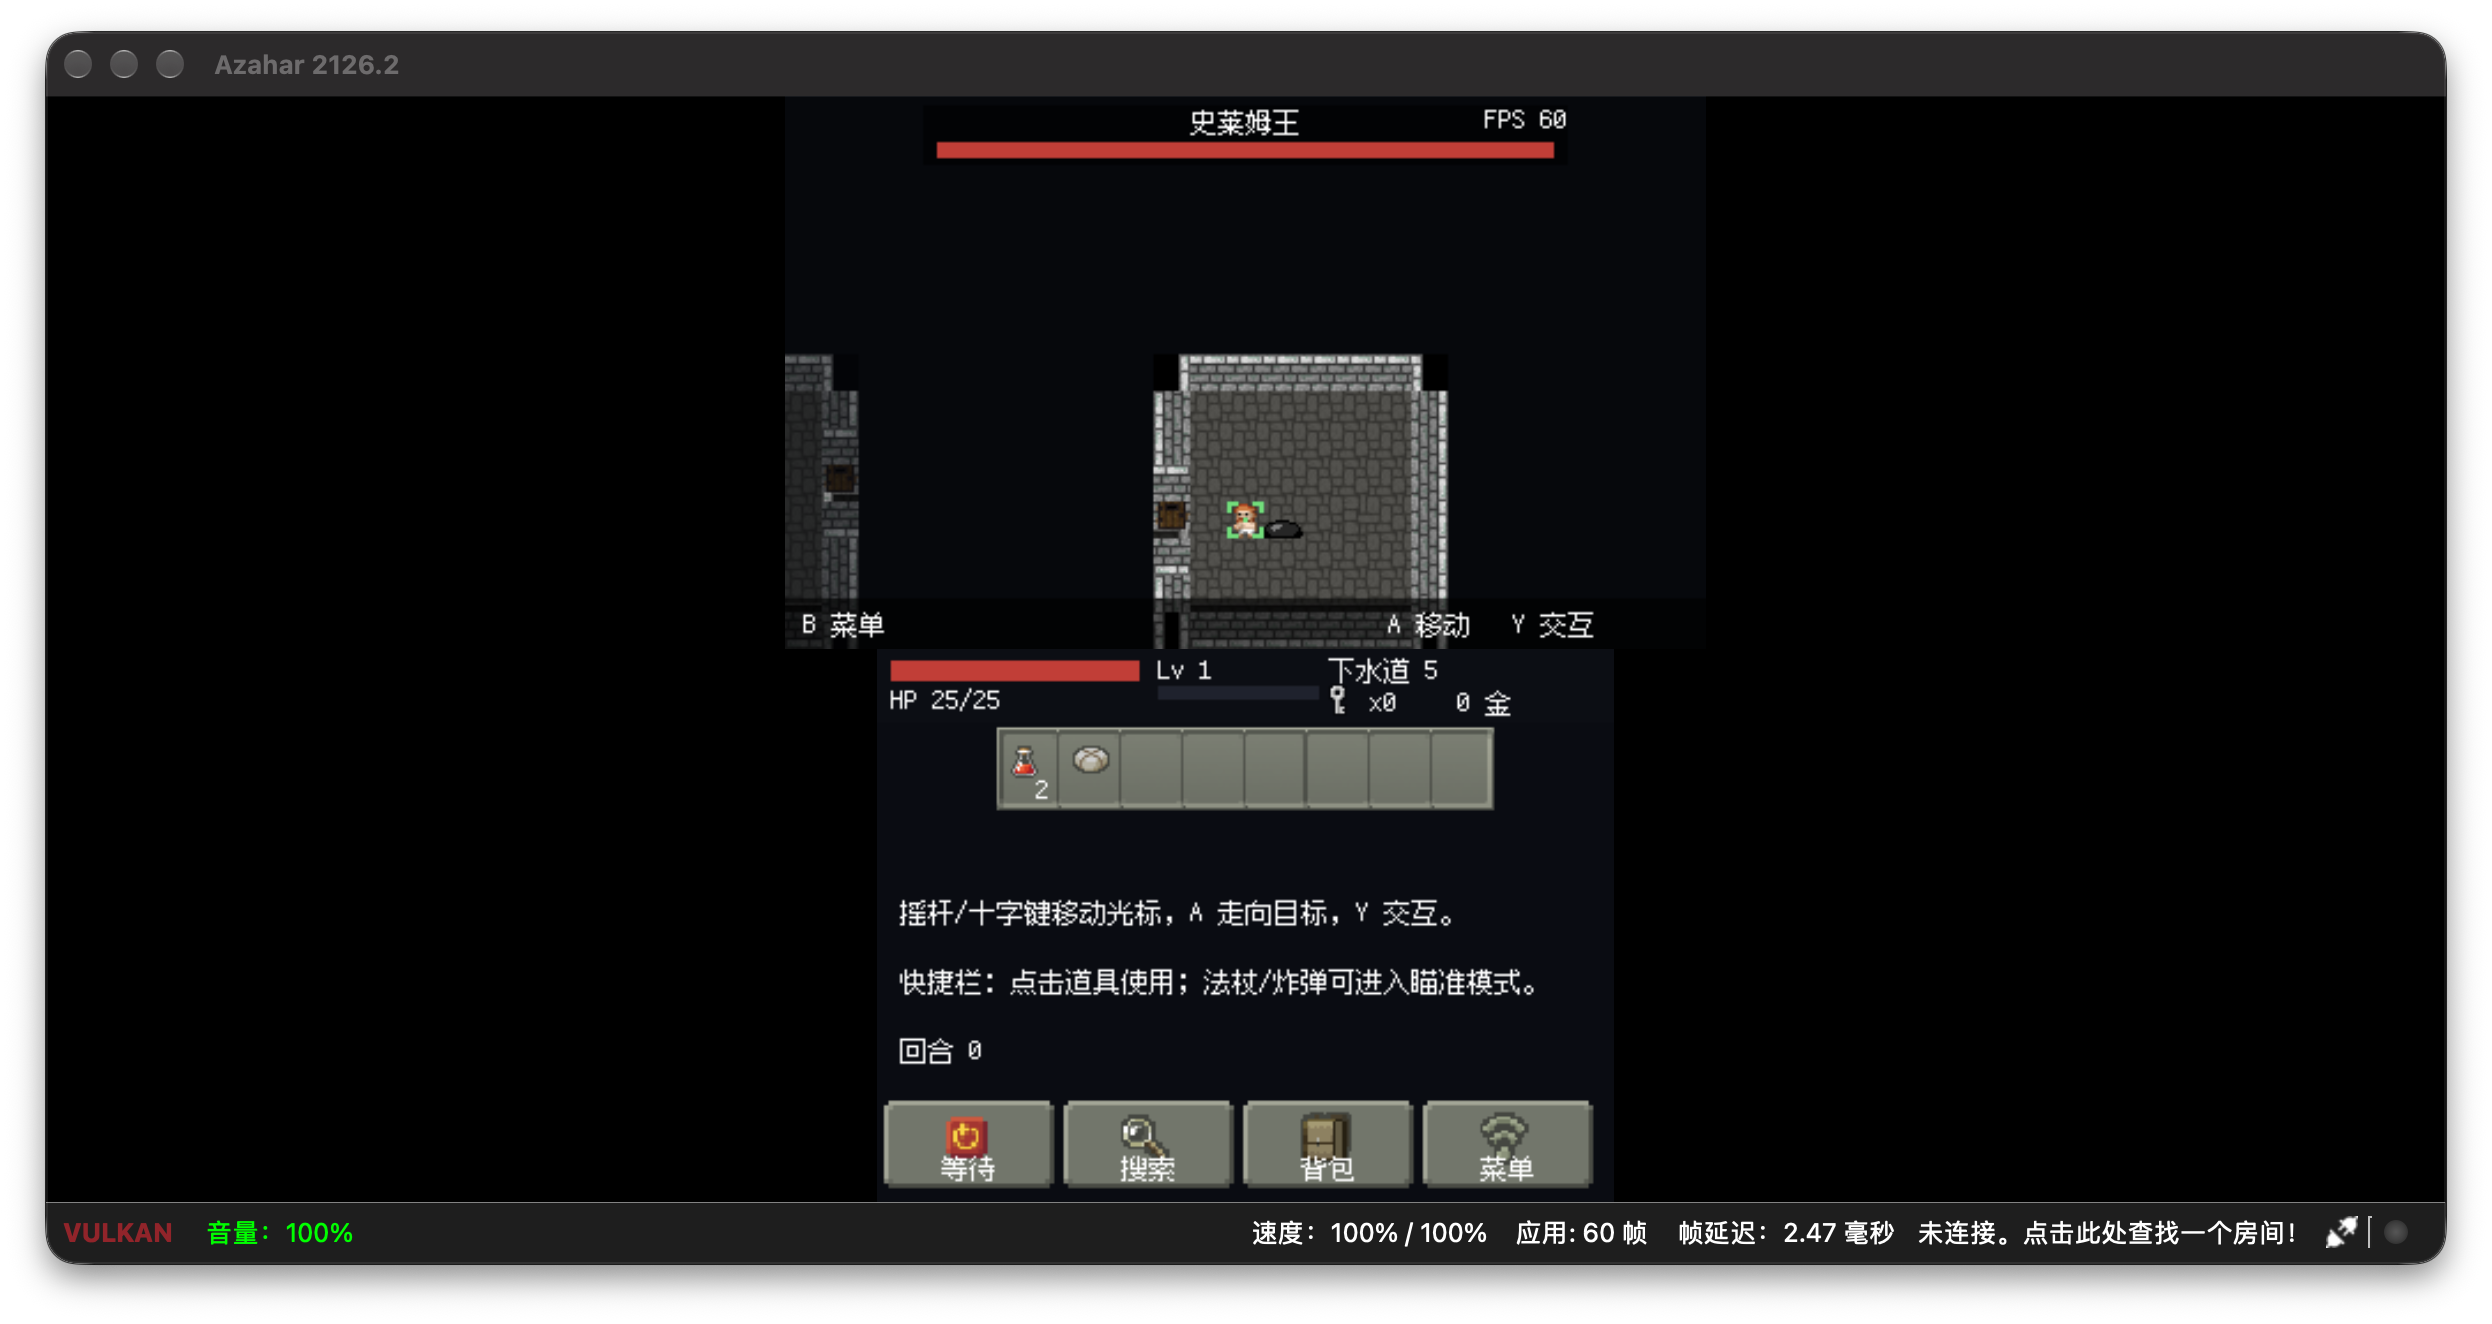 Azahar 2126.2
史莱姆王
FPS 60
B 菜单
A 移动 Y 交互
Lv 1
下水道 5
HP 25/25
x0
0 金
2
摇杆/十字键移动光标，A 走向目标，Y 交互。
快捷栏：点击道具使用；法杖/炸弹可进入瞄准模式。
回合 0
等待
搜索
背包
菜单
VULKAN
音量：100%
速度：100% / 100%
应用: 60 帧
帧延迟：2.47 毫秒
未连接。点击此处查找一个房间！